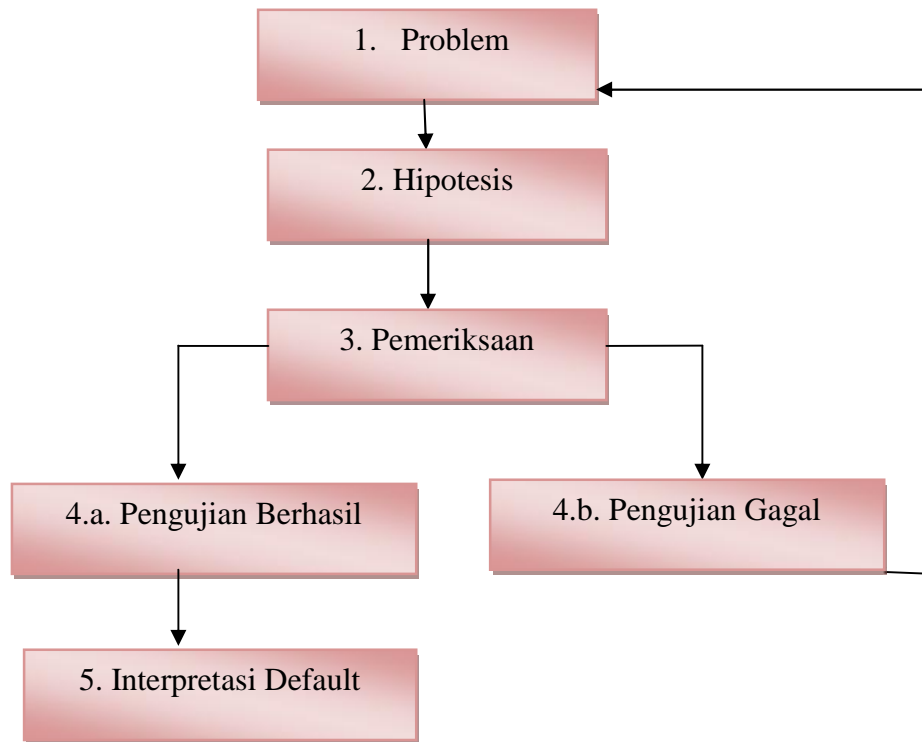 1. Problem
2. Hipotesis
3. Pemeriksaan
4.a. Pengujian Berhasil
4.b. Pengujian Gagal
5. Interpretasi Default